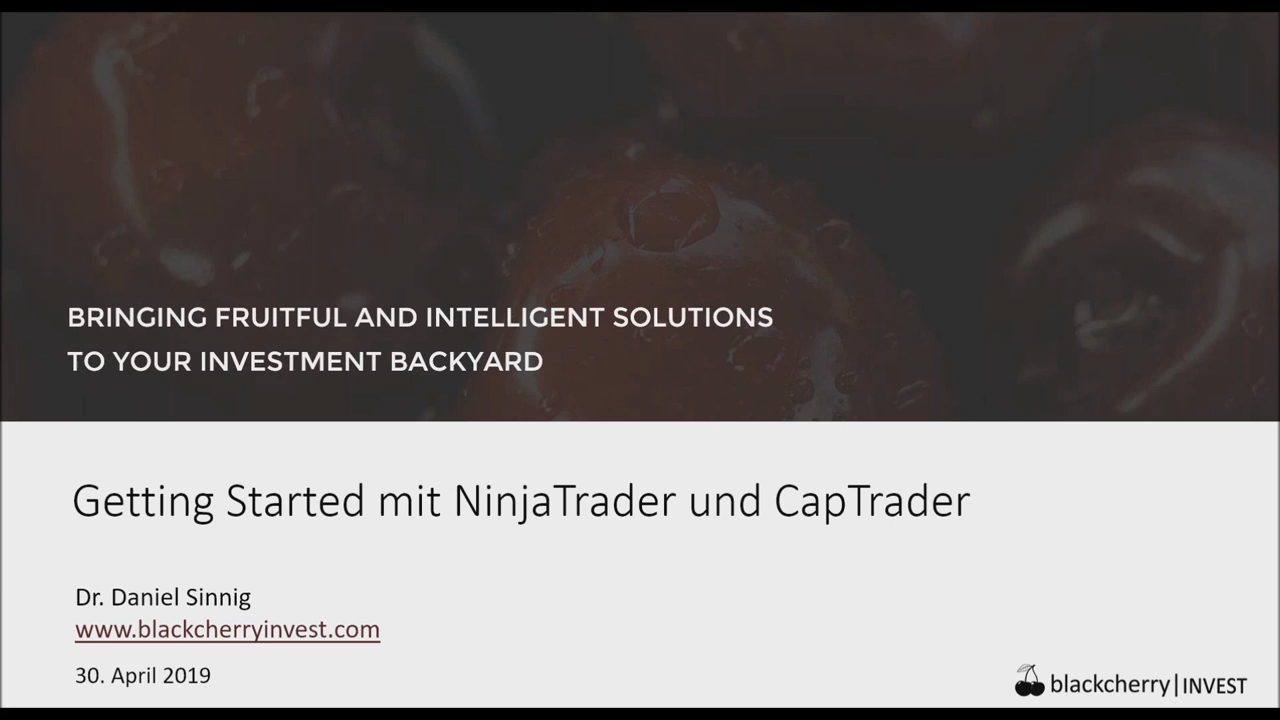 BRINGING FRUITFUL AND INTELLIGENT SOLUTIONS
TO YOUR INVESTMENT BACKYARD
Getting Started mit NinjaTrader und CapTrader
Dr. Daniel Sinnig
www.blackcherryinvest.com
30. April 2019
blackcherry|INVEST